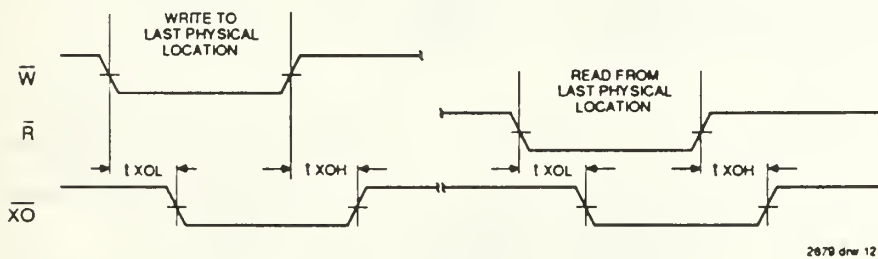 WRITE TO
LAST PHYSICAL
LOCATION
W
READ FROM
LAST PHYSICAL
LOCATION
R
t XOL
t XOH
t XOL
t XOH
XO
2679 drw 12